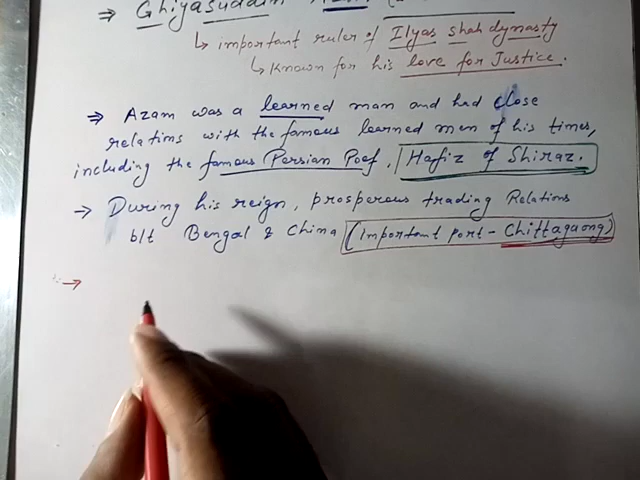 ⇒ Ghiyasuddin Azam
↳ important ruler of Ilyas shah dynasty
↳ Known for his love for Justice.
⇒ Azam was a learned man and had close
relations with the famous learned men of his times,
including the famous Persian Poet, Hafiz of Shiraz.
→ During his reign, prosperous trading Relations
b/t Bengal & China (important port - Chittagaong)
→